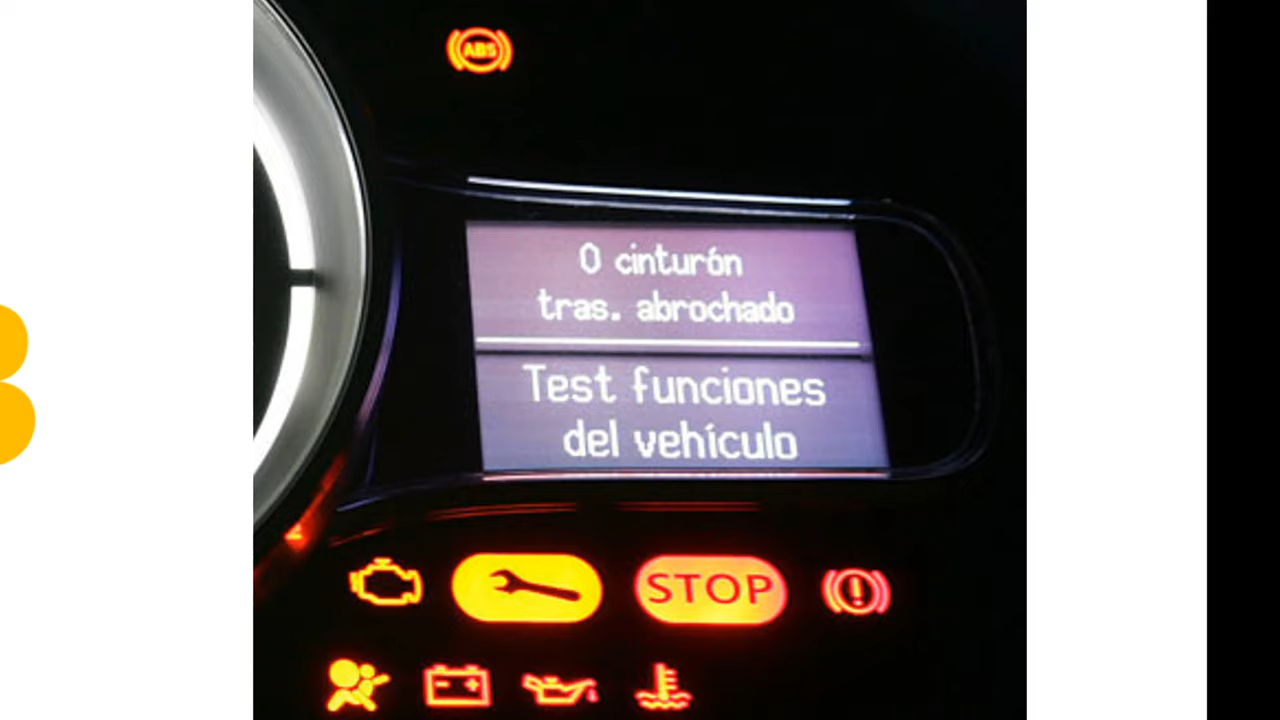 ABS
0 cinturón
tras. abrochado
Test funciones
del vehículo
STOP